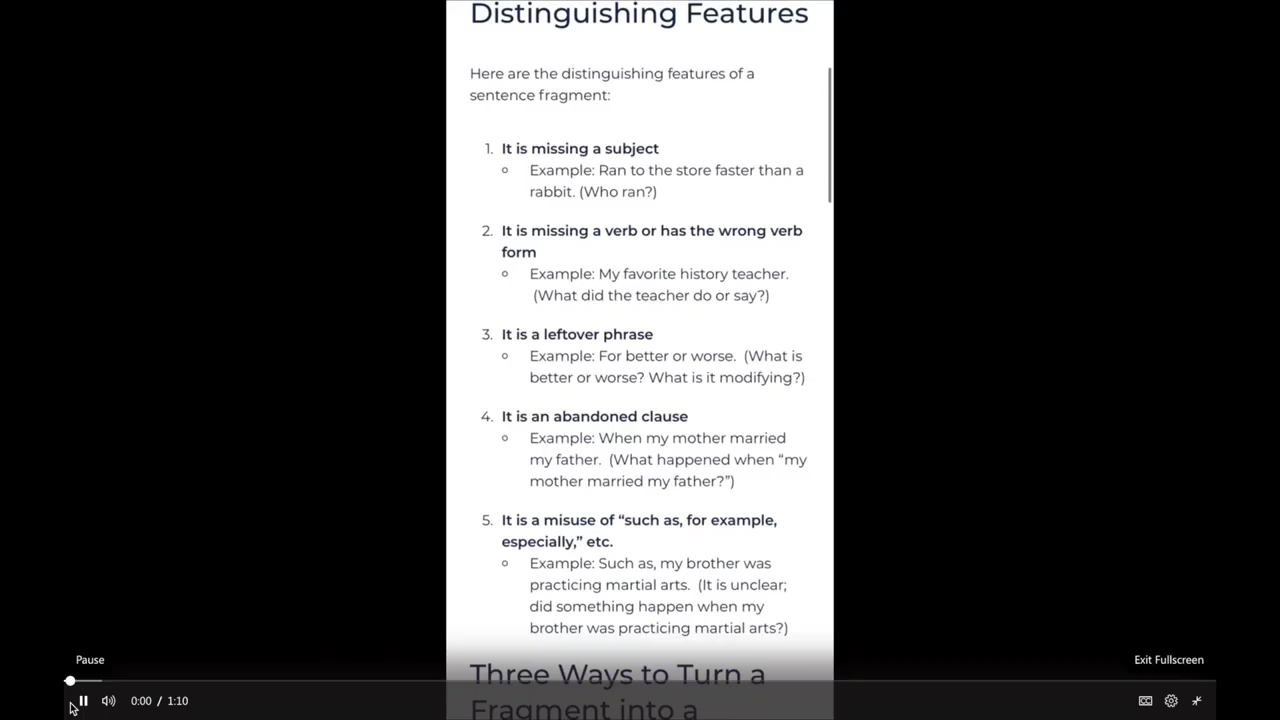 Distinguishing Features
Here are the distinguishing features of a
sentence fragment:
1. It is missing a subject
Example: Ran to the store faster than a
rabbit. (Who ran?)
2. It is missing a verb or has the wrong verb
form
Example: My favorite history teacher.
(What did the teacher do or say?)
3. It is a leftover phrase
Example: For better or worse. (What is
better or worse? What is it modifying?)
4. It is an abandoned clause
Example: When my mother married
my father. (What happened when “my
mother married my father?”)
5. It is a misuse of “such as, for example,
especially,” etc.
Example: Such as, my brother was
practicing martial arts. (It is unclear;
did something happen when my
brother was practicing martial arts?)
Three Ways to Turn a
Fragment into a
Pause
Exit Fullscreen
0:00 / 1:10
CC